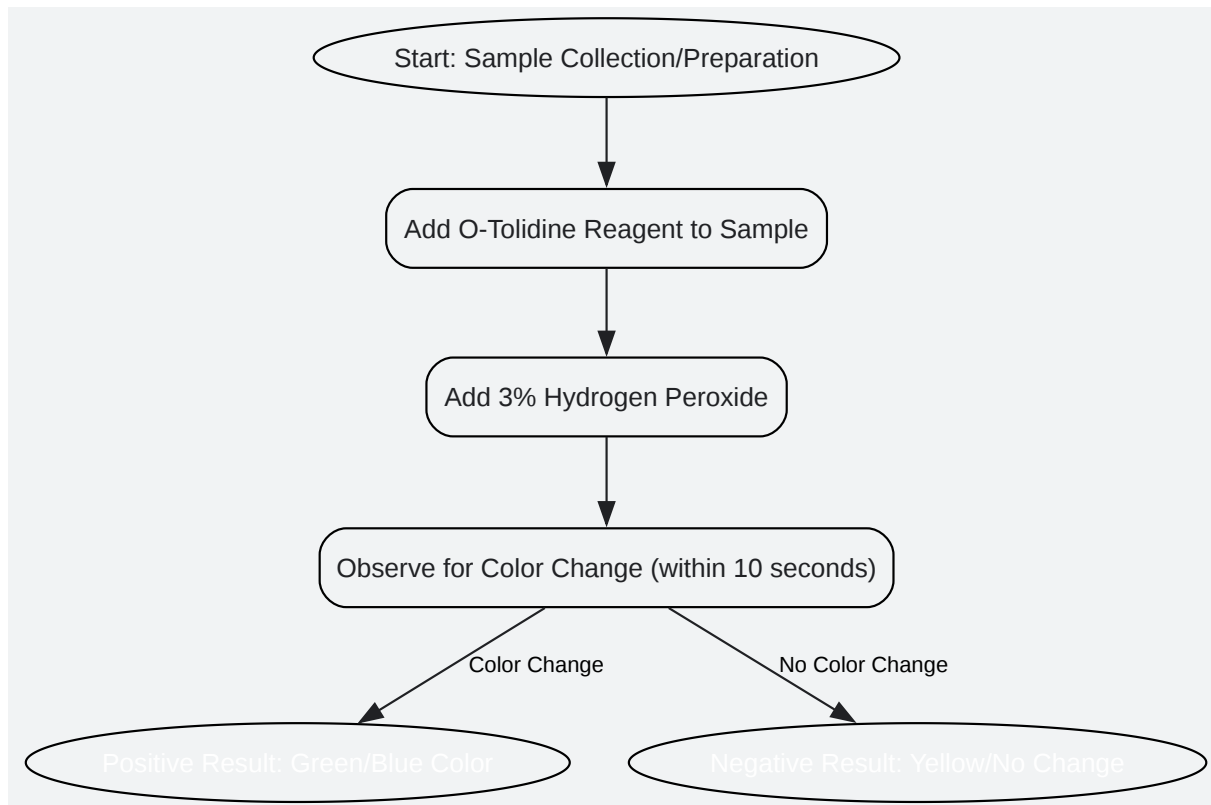 Start: Sample Collection/Preparation
Add O-Tolidine Reagent to Sample
Add 3% Hydrogen Peroxide
Observe for Color Change (within 10 seconds)
Color Change
No Color Change
Positive Result: Green/Blue Color
Negative Result: Yellow/No Change